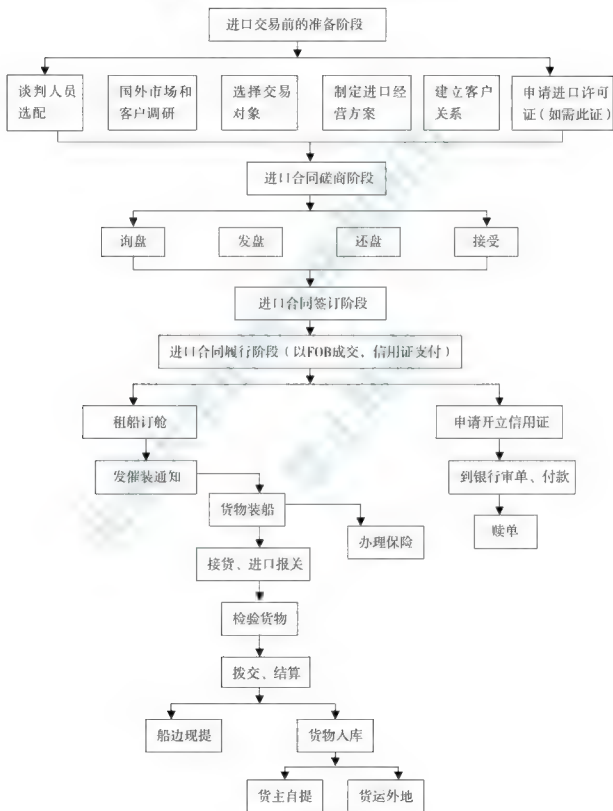 进口交易前的准备阶段
谈判人员
选配
国外市场和
客户调研
选择交易
对象
制定进口经
营方案
建立客户
关系
申请进口许可
证(如需此证)
进口合同磋商阶段
询盘
发盘
还盘
接受
进口合同签订阶段
进口合同履行阶段(以FOB成交，信用证支付)
租船订舱
申请开立信用证
发催装通知
到银行审单、付款
货物装船
办理保险
赎单
接货、进口报关
检验货物
拨交、结算
船边现提
货物入库
货主自提
货运外地